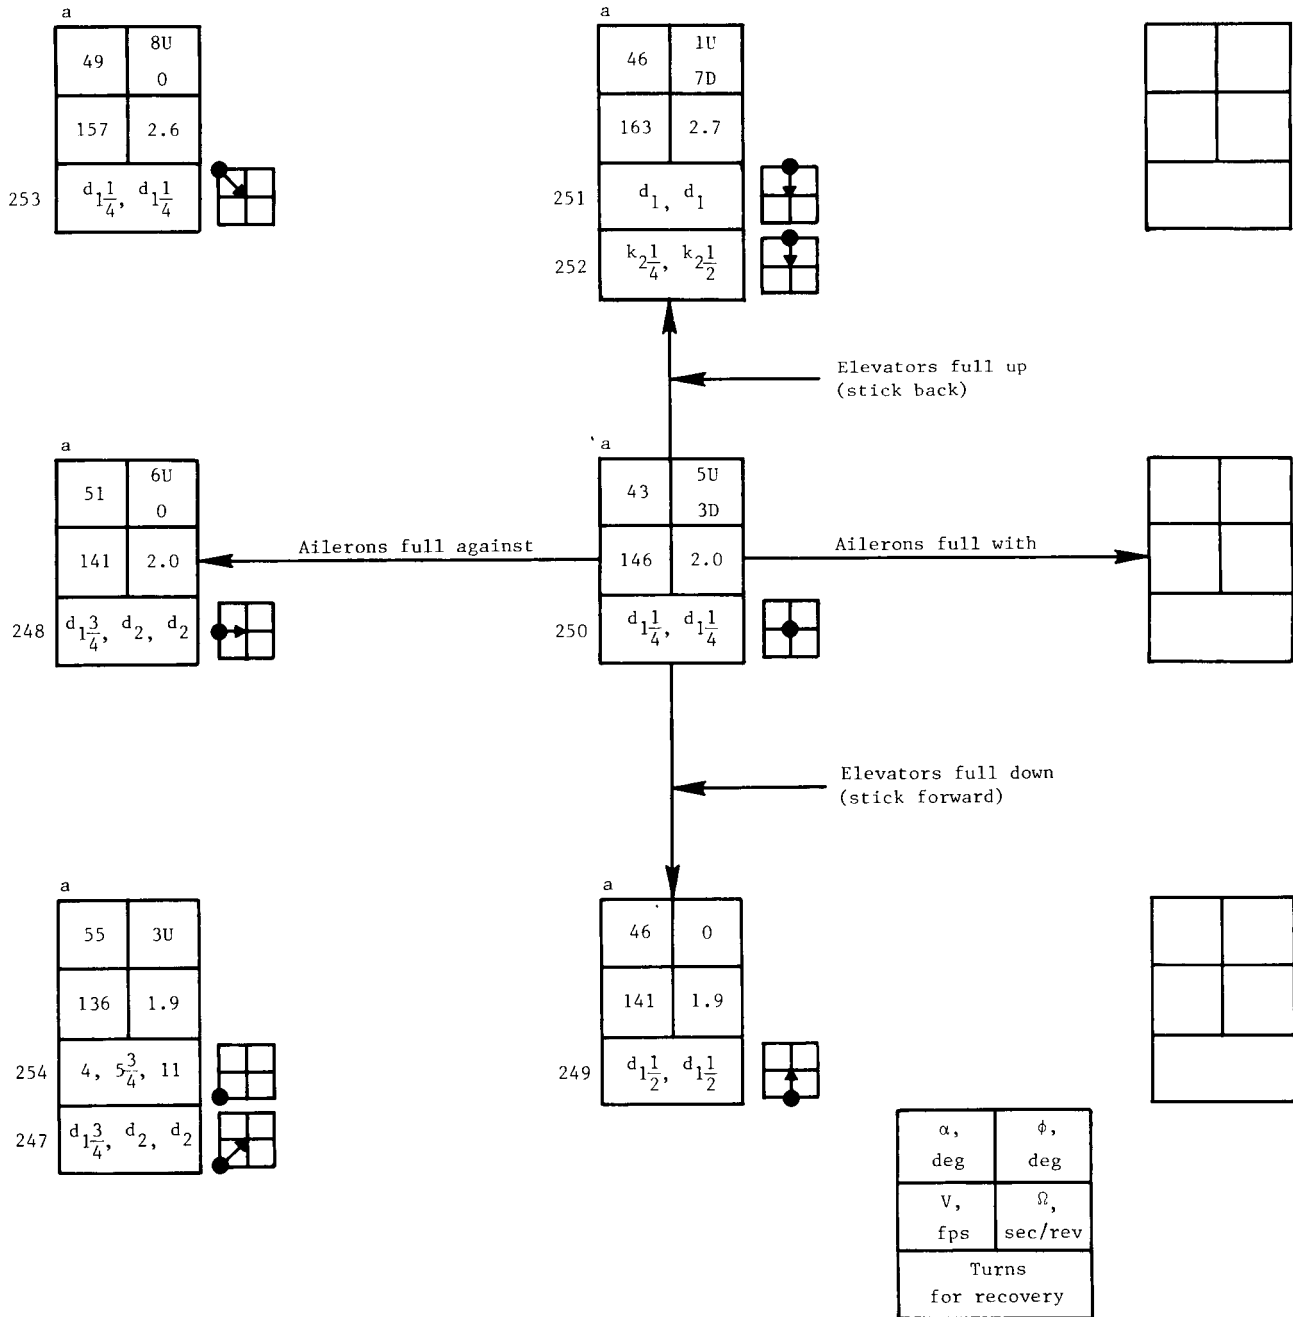 a
49 8U
0
157 2.6
253 d1 1/4, d1 1/4
a
46 1U
7D
163 2.7
251 d1, d1
252 k2 1/4, k2 1/2
Elevators full up
(stick back)
a
51 6U
0
141 2.0
248 d1 3/4, d2, d2
Ailerons full against
a
43 5U
3D
146 2.0
250 d1 1/4, d1 1/4
Ailerons full with
Elevators full down
(stick forward)
a
55 3U
136 1.9
254 4, 5 3/4, 11
247 d1 3/4, d2, d2
a
46 0
141 1.9
249 d1 1/2, d1 1/2
α, ϕ,
deg deg
V, Ω,
fps sec/rev
Turns
for recovery